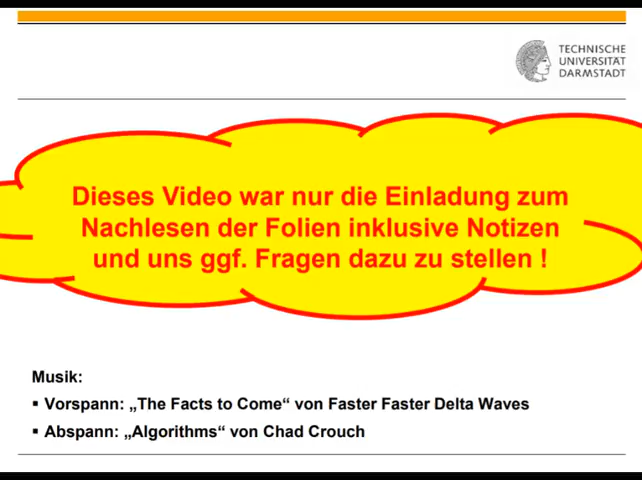 TECHNISCHE
UNIVERSITÄT
DARMSTADT
Dieses Video war nur die Einladung zum
Nachlesen der Folien inklusive Notizen
und uns ggf. Fragen dazu zu stellen !
Musik:
▪ Vorspann: „The Facts to Come“ von Faster Faster Delta Waves
▪ Abspann: „Algorithms“ von Chad Crouch